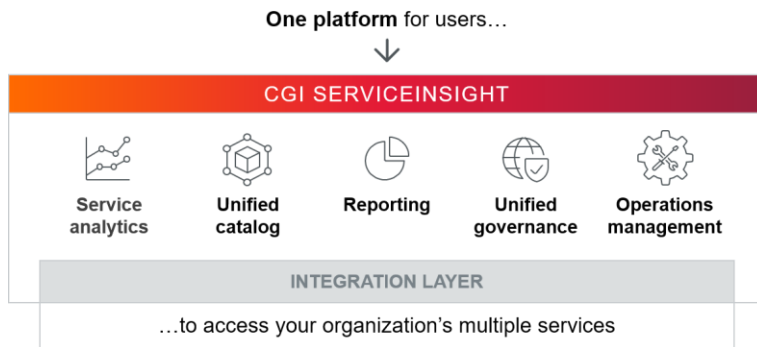 One platform for users…
CGI SERVICEINSIGHT
Service analytics
Unified catalog
Reporting
Unified governance
Operations management
INTEGRATION LAYER
…to access your organization’s multiple services